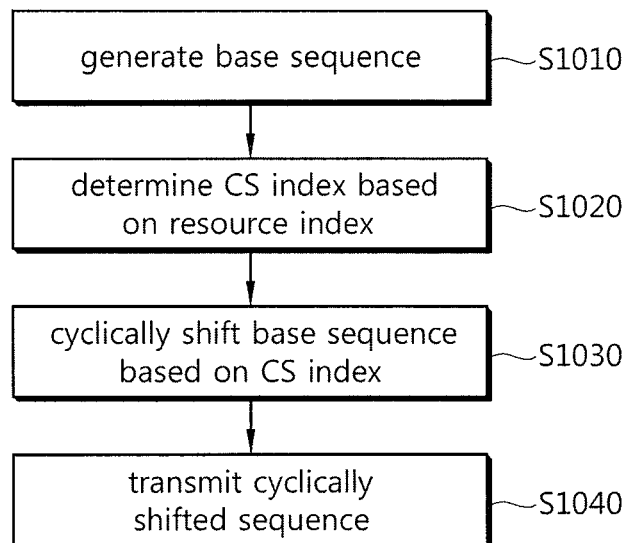 generate base sequence
S1010
determine CS index based
on resource index
S1020
cyclically shift base sequence
based on CS index
S1030
transmit cyclically
shifted sequence
S1040